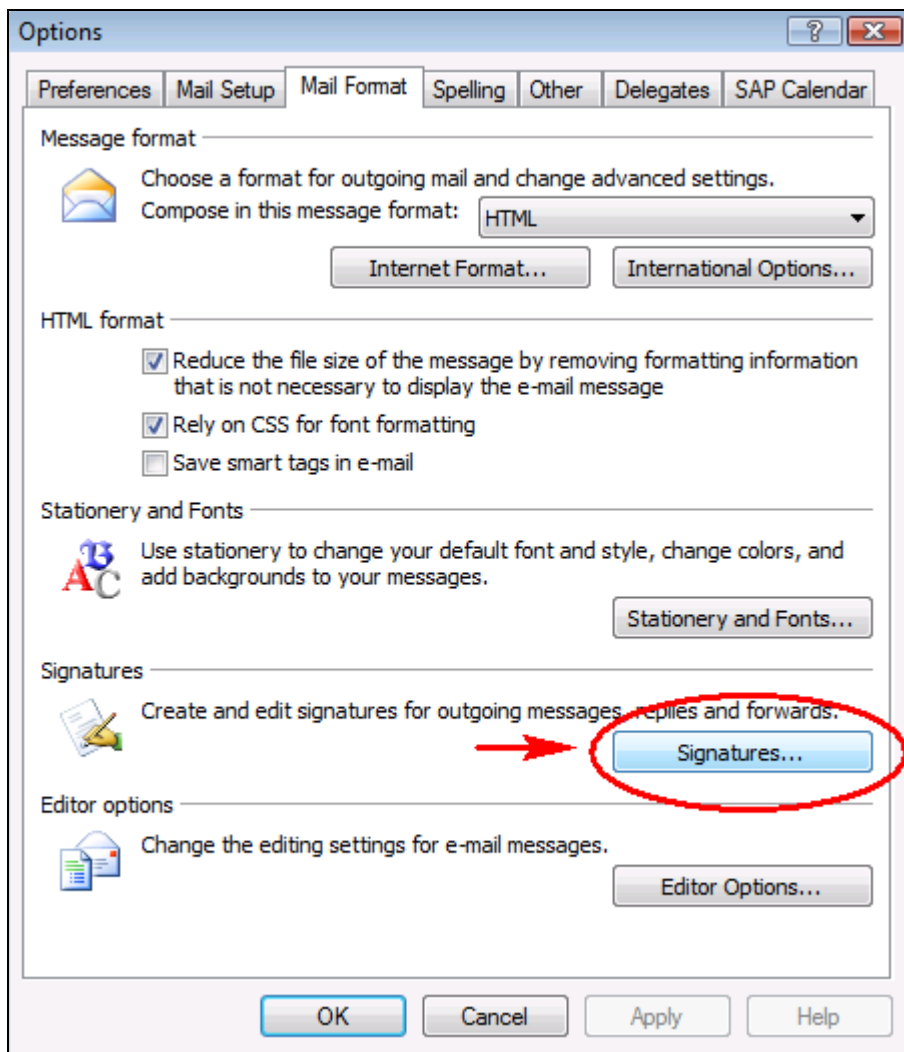 Options
Preferences Mail Setup Mail Format Spelling Other Delegates SAP Calendar
Message format
Choose a format for outgoing mail and change advanced settings.
Compose in this message format: HTML
Internet Format... International Options...
HTML format
Reduce the file size of the message by removing formatting information
that is not necessary to display the e-mail message
Rely on CSS for font formatting
Save smart tags in e-mail
Stationery and Fonts
Use stationery to change your default font and style, change colors, and
add backgrounds to your messages.
Stationery and Fonts...
Signatures
Create and edit signatures for outgoing messages, replies and forwards.
Signatures...
Editor options
Change the editing settings for e-mail messages.
Editor Options...
OK Cancel Apply Help